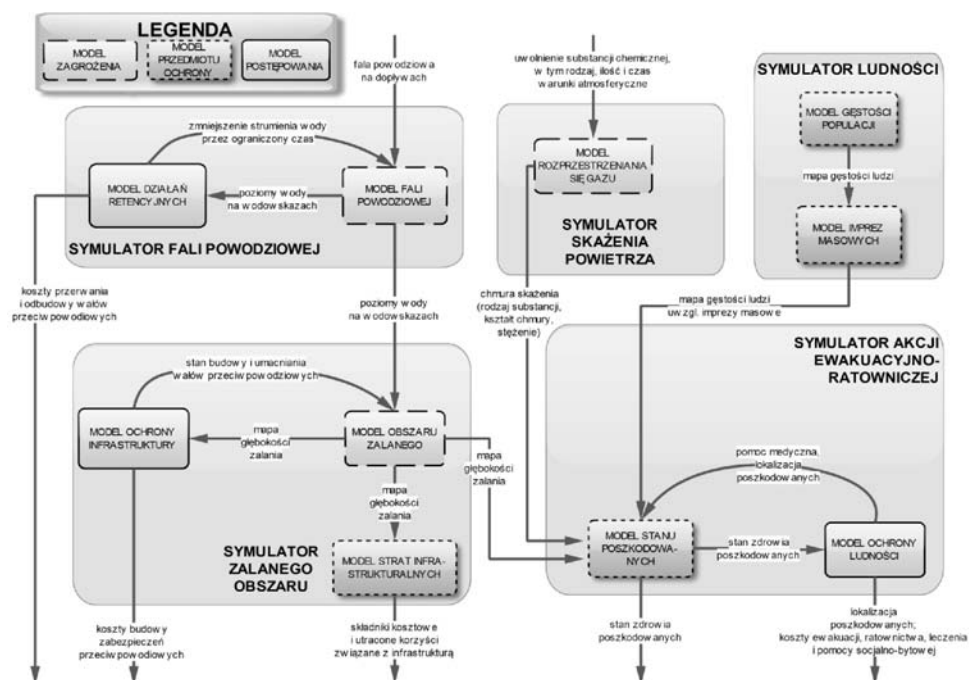 LEGENDA
MODEL
ZAGROŻENIA
MODEL
PRZEDMIOTU
OCHRONY
MODEL
POSTĘPOWANIA
fala powodziowa
na dopływach
uwolnienie substancji chemicznej,
w tym rodzaj, ilość i czas
warunki atmosferyczne
SYMULATOR LUDNOŚCI
MODEL GĘSTOŚCI
POPULACJI
mapa gęstości ludzi
MODEL IMPREZ
MASOWYCH
zmniejszenie strumienia wody
przez ograniczony czas
MODEL DZIAŁAŃ
RETENCYJNYCH
poziomy wody
na wodowskazach
MODEL FALI
POWODZIOWEJ
SYMULATOR FALI POWODZIOWEJ
MODEL
ROZPRZESTRZENIANIA
SIĘ GAZU
SYMULATOR
SKAŻENIA
POWIETRZA
koszty przerwania
i odbudowy wałów
przeciwpowodiowych
poziomy wody
na wodowskazach
chmura skażenia
(rodzaj substancji,
kształt chmury,
stężenie)
mapa gęstości ludzi
uwzgl. imprezy masowe
SYMULATOR AKCJI
EWAKUACYJNO-
RATOWNICZEJ
stan budowy i umacniania
wałów przeciwpowodziowych
MODEL OCHRONY
INFRASTRUKTURY
mapa
głębokości
zalania
MODEL OBSZARU
ZALANEGO
mapa
głębokości
zalania
mapa
głębokości
zalania
SYMULATOR
ZALANEGO
OBSZARU
MODEL STRAT INFRA-
STRUKTURALNYCH
pomoc medyczna,
lokalizacja
poszkodowanych
MODEL STANU
POSZKODOWA-
NYCH
stan zdrowia
poszkodowanych
MODEL OCHRONY
LUDNOŚCI
koszty budowy
zabezpieczeń
przeciwpowodiowych
składniki kosztowe
i utracone korzyści
związane z infrastrukturą
stan zdrowia
poszkodowanych
lokalizacja
poszkodowanych;
koszty ewakuacji, ratownictwa, leczenia
i pomocy socjalno-bytowej